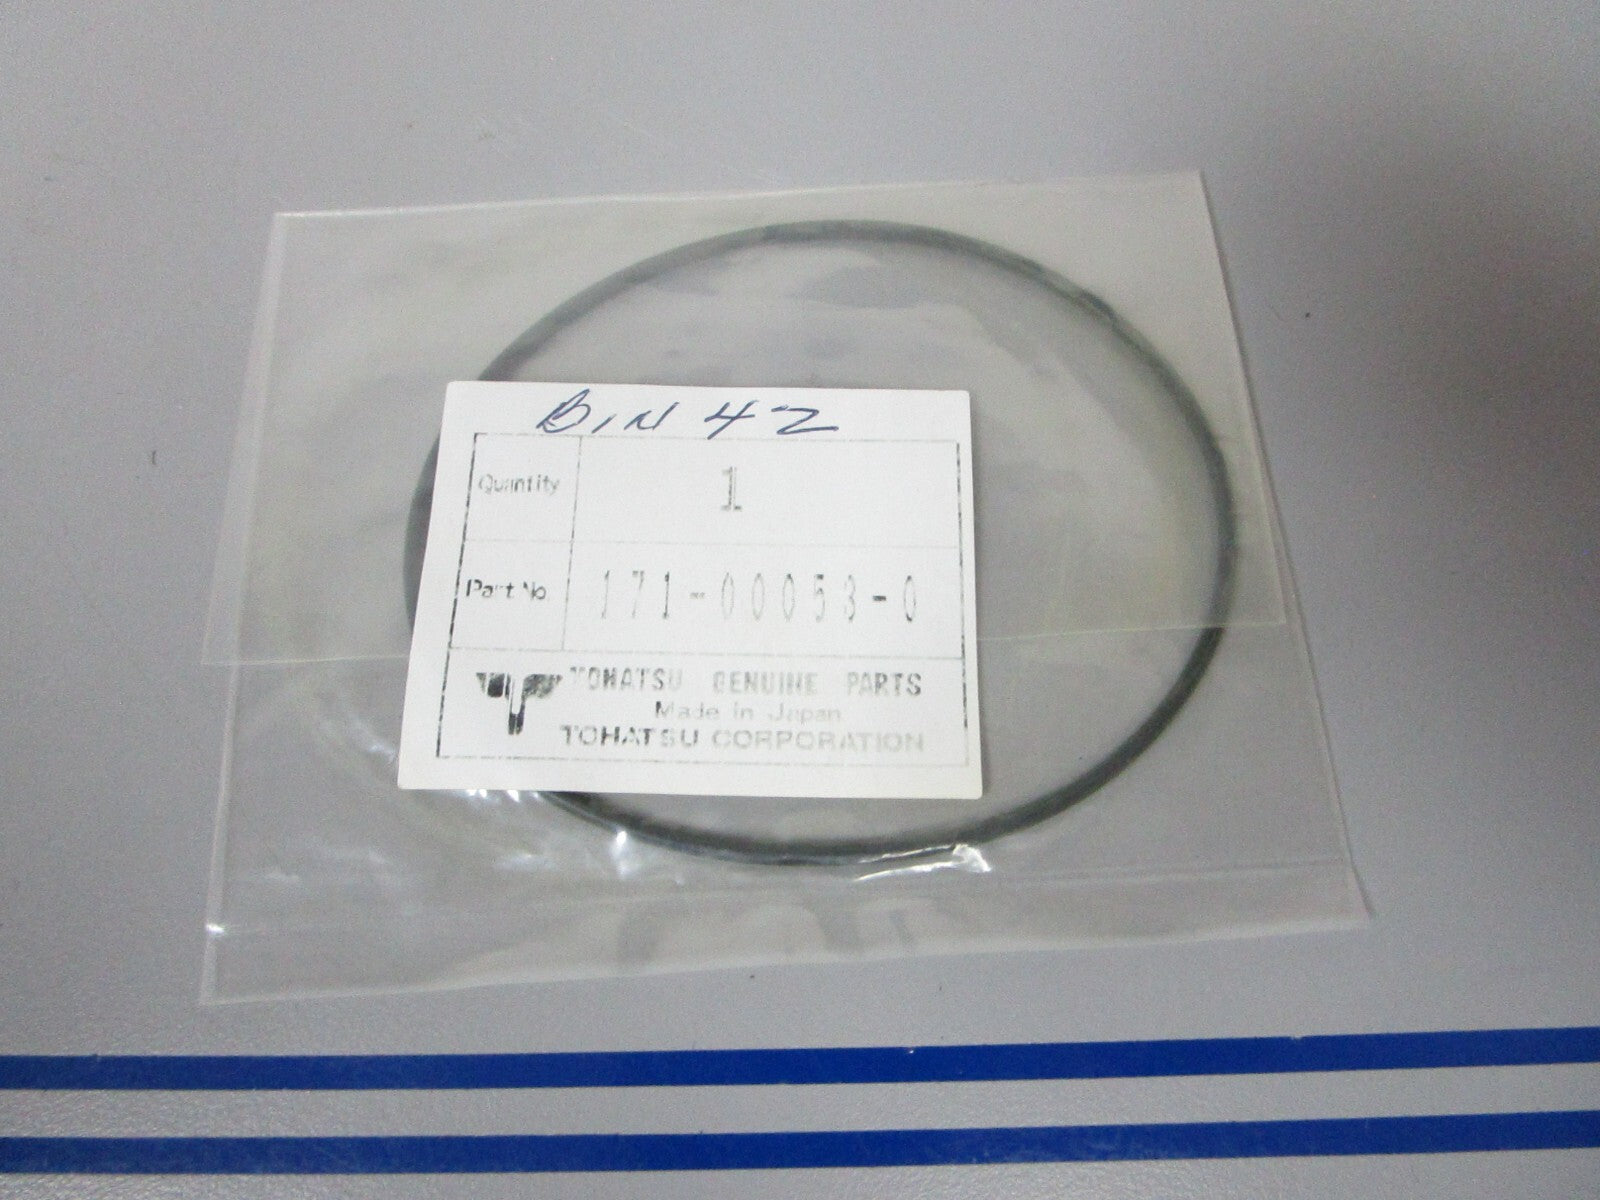 BIN 42
Quantity 1
Part No 171-00053-0
TOHATSU GENUINE PARTS
Made in Japan
TOHATSU CORPORATION